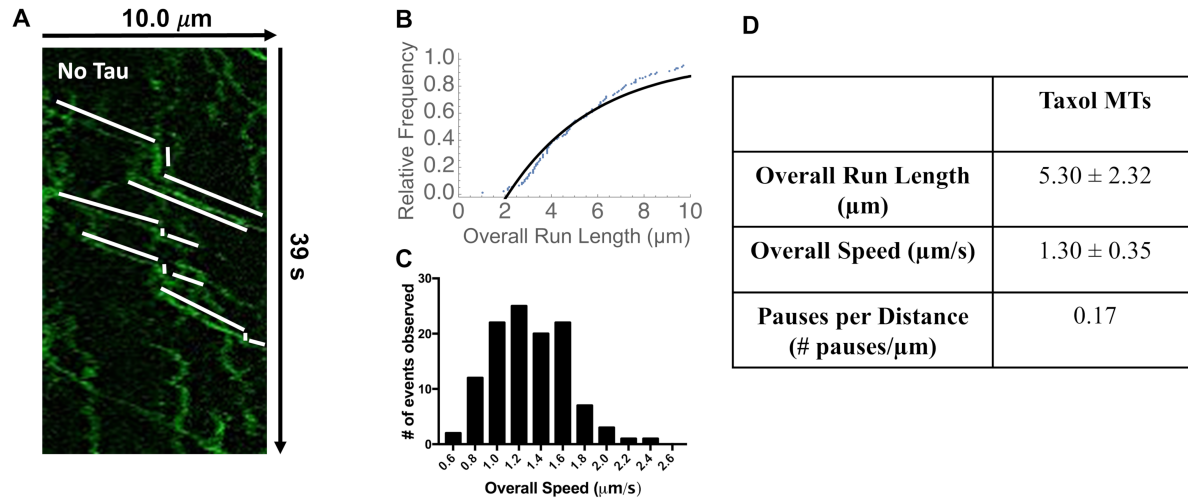 A
10.0 μm
No Tau
39 s
B
Relative Frequency
1.0
0.8
0.6
0.4
0.2
0.0
0 2 4 6 8 10
Overall Run Length (μm)
C
# of events observed
30
20
10
0
0.6 0.8 1.0 1.2 1.4 1.6 1.8 2.0 2.2 2.4 2.6
Overall Speed (μm/s)
D
Taxol MTs
Overall Run Length
(μm)
5.30 ± 2.32
Overall Speed (μm/s)
1.30 ± 0.35
Pauses per Distance
(# pauses/μm)
0.17